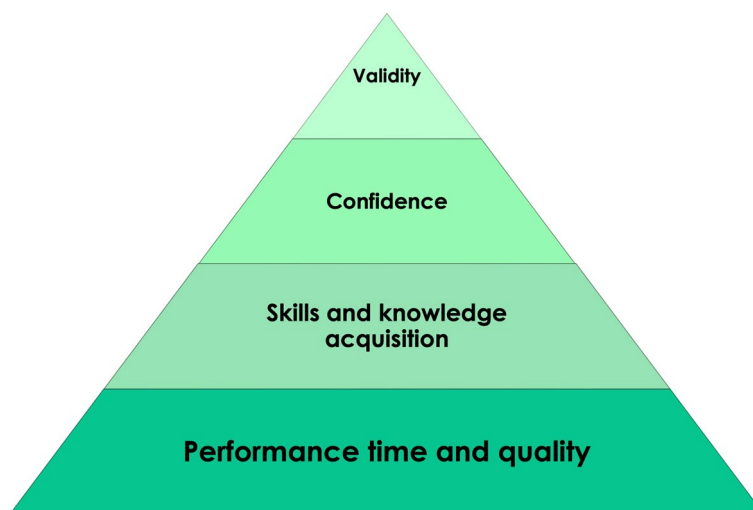 Validity
Confidence
Skills and knowledge
acquisition
Performance time and quality